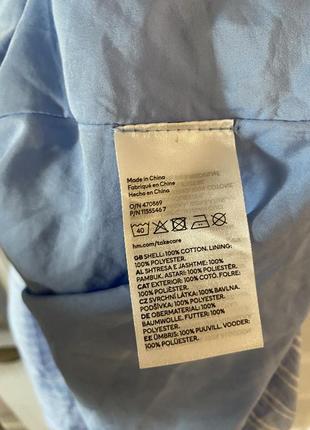 Made in China
Fabriqué en Chine
Hecho en China
O/N 470869
P/N 11565467
40
hm.com/takecare
GB SHELL: 100% COTTON. LINING:
100% POLYESTER.
AL SHTRESA E JASHTME: 100%
PAMBUK. ASTARI: 100% POLIESTER.
CAT EXTERIOR: 100% COTÓ. FOLRE:
100% POLIÈSTER.
CZ SVRCHNÍ LÁTKA: 100% BAVLNA.
PODŠÍVKA: 100% POLYESTER.
DE OBERMATERIAL: 100%
BAUMWOLLE. FUTTER: 100%
POLYESTER.
EE ÜMBRIS: 100% PUUVILL. VOODER:
100% POLÜESTER.